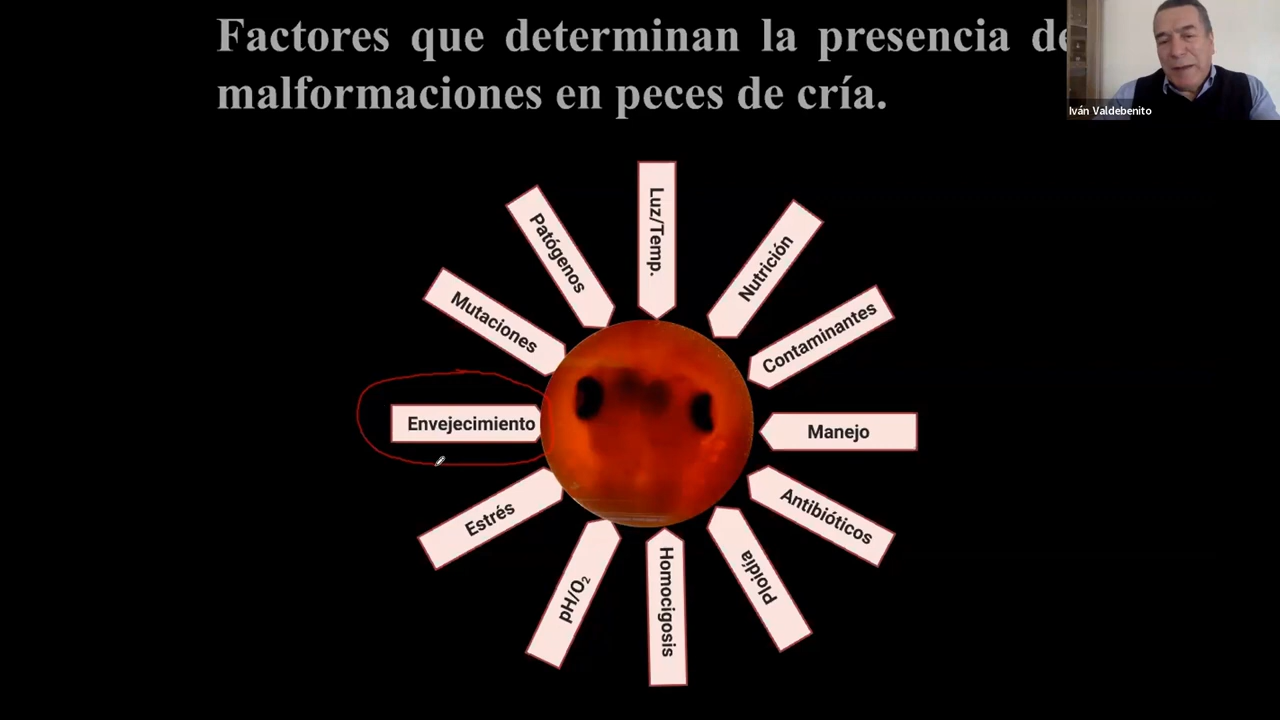 Factores que determinan la presencia de
malformaciones en peces de cría.
Iván Valdebenito
Luz/Temp.
Nutrición
Contaminantes
Manejo
Antibióticos
Ploidia
Homocigosis
pH/O₂
Estrés
Envejecimiento
Mutaciones
Patógenos